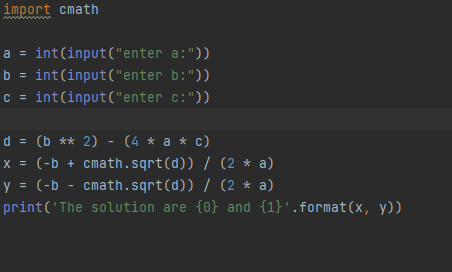 import cmath
a = int(input("enter a:"))
b = int(input("enter b:"))
c = int(input("enter c:"))
d = (b ** 2) - (4 * a * c)
x = (-b + cmath.sqrt(d)) / (2 * a)
y = (-b - cmath.sqrt(d)) / (2 * a)
print('The solution are {0} and {1}'.format(x, y))